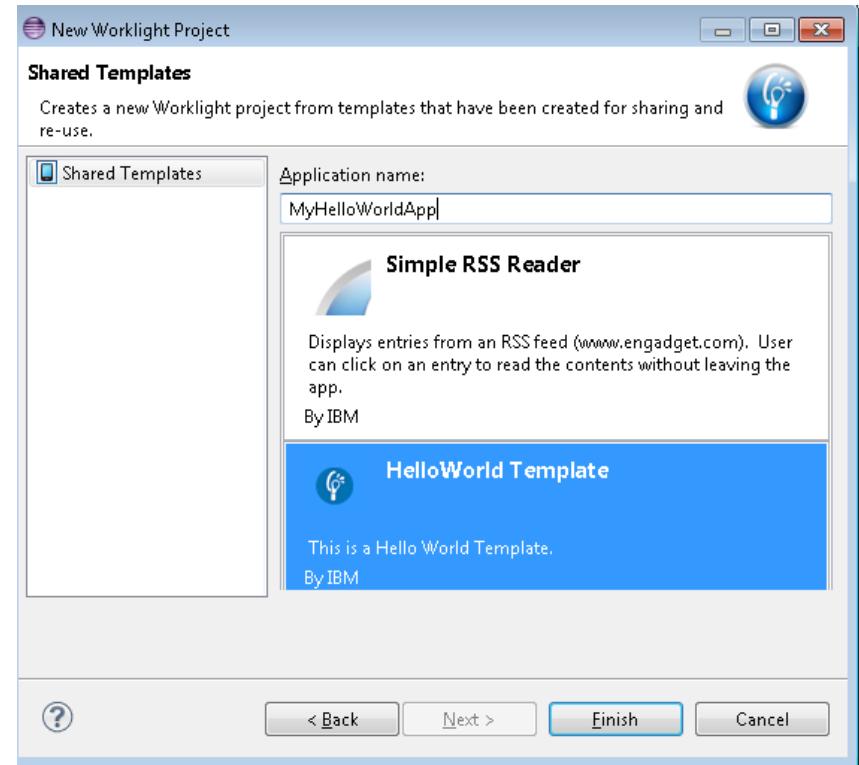 New Worklight Project
Shared Templates
Creates a new Worklight project from templates that have been created for sharing and
re-use.
Shared Templates
Application name:
MyHelloWorldApp
Simple RSS Reader
Displays entries from an RSS feed (www.engadget.com).  User
can click on an entry to read the contents without leaving the
app.
By IBM
HelloWorld Template
This is a Hello World Template.
By IBM
?
< Back
Next >
Finish
Cancel